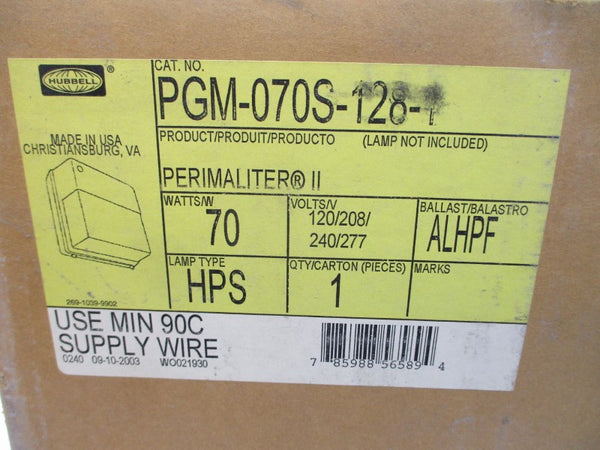 HUBBELL ®
CAT. NO.
PGM-070S-128-1
MADE IN USA
CHRISTIANSBURG, VA
PRODUCT/PRODUIT/PRODUCTO (LAMP NOT INCLUDED)
PERIMALITER® II
WATTS/W
70
VOLTS/V
120/208/
240/277
BALLAST/BALASTRO
ALHPF
LAMP TYPE
HPS
QTY/CARTON (PIECES)
1
MARKS
269-1039-9902
USE MIN 90C
SUPPLY WIRE
0240 09-10-2003 WO021930
7 85988 56589 4